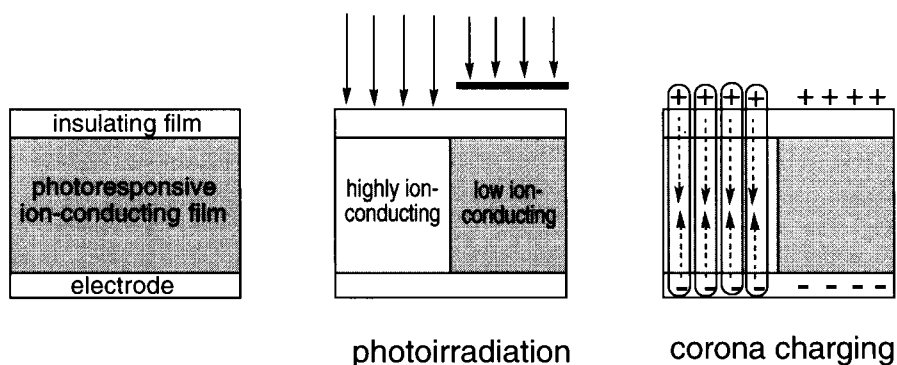 insulating film
photoresponsive
ion-conducting film
electrode
highly ion-
conducting
low ion-
conducting
photoirradiation
+ + + + + + + +
- - - - - - - -
corona charging